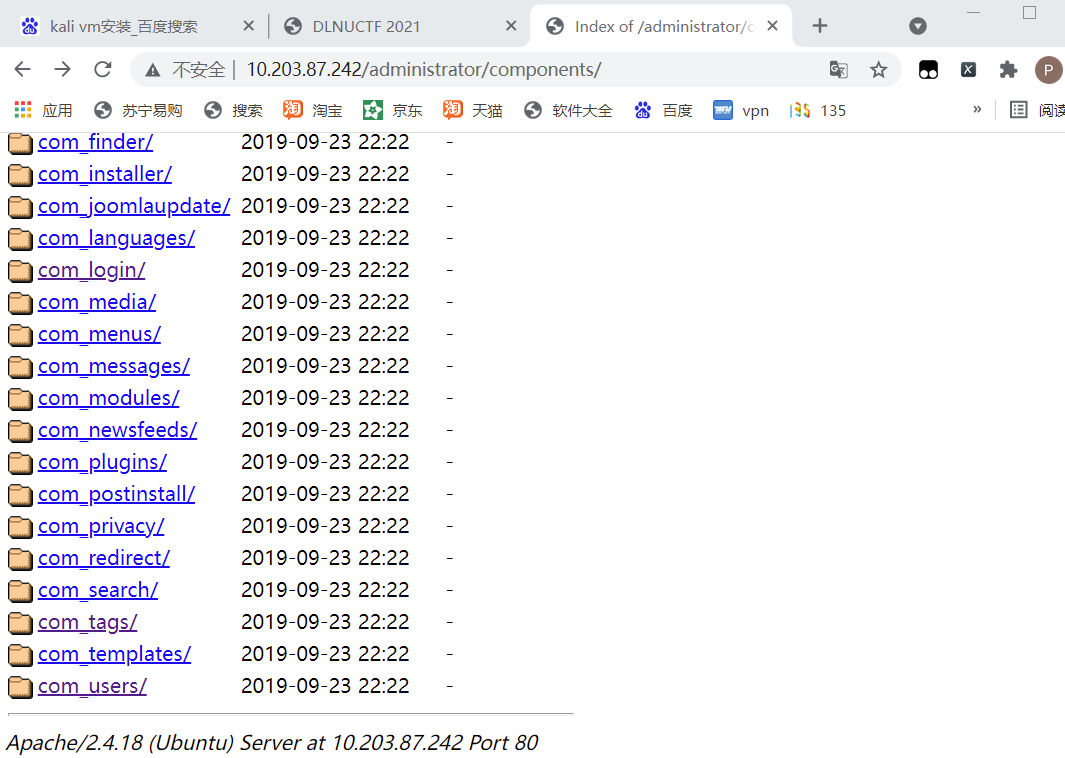 kali vm安装_百度搜索
DLNUCTF 2021
Index of /administrator/c
不安全 | 10.203.87.242/administrator/components/
P
应用 苏宁易购 搜索 淘宝 京东 天猫 软件大全 百度 vpn 135 » 阅读
com_finder/ 2019-09-23 22:22 -
com_installer/ 2019-09-23 22:22 -
com_joomlaupdate/ 2019-09-23 22:22 -
com_languages/ 2019-09-23 22:22 -
com_login/ 2019-09-23 22:22 -
com_media/ 2019-09-23 22:22 -
com_menus/ 2019-09-23 22:22 -
com_messages/ 2019-09-23 22:22 -
com_modules/ 2019-09-23 22:22 -
com_newsfeeds/ 2019-09-23 22:22 -
com_plugins/ 2019-09-23 22:22 -
com_postinstall/ 2019-09-23 22:22 -
com_privacy/ 2019-09-23 22:22 -
com_redirect/ 2019-09-23 22:22 -
com_search/ 2019-09-23 22:22 -
com_tags/ 2019-09-23 22:22 -
com_templates/ 2019-09-23 22:22 -
com_users/ 2019-09-23 22:22 -
Apache/2.4.18 (Ubuntu) Server at 10.203.87.242 Port 80